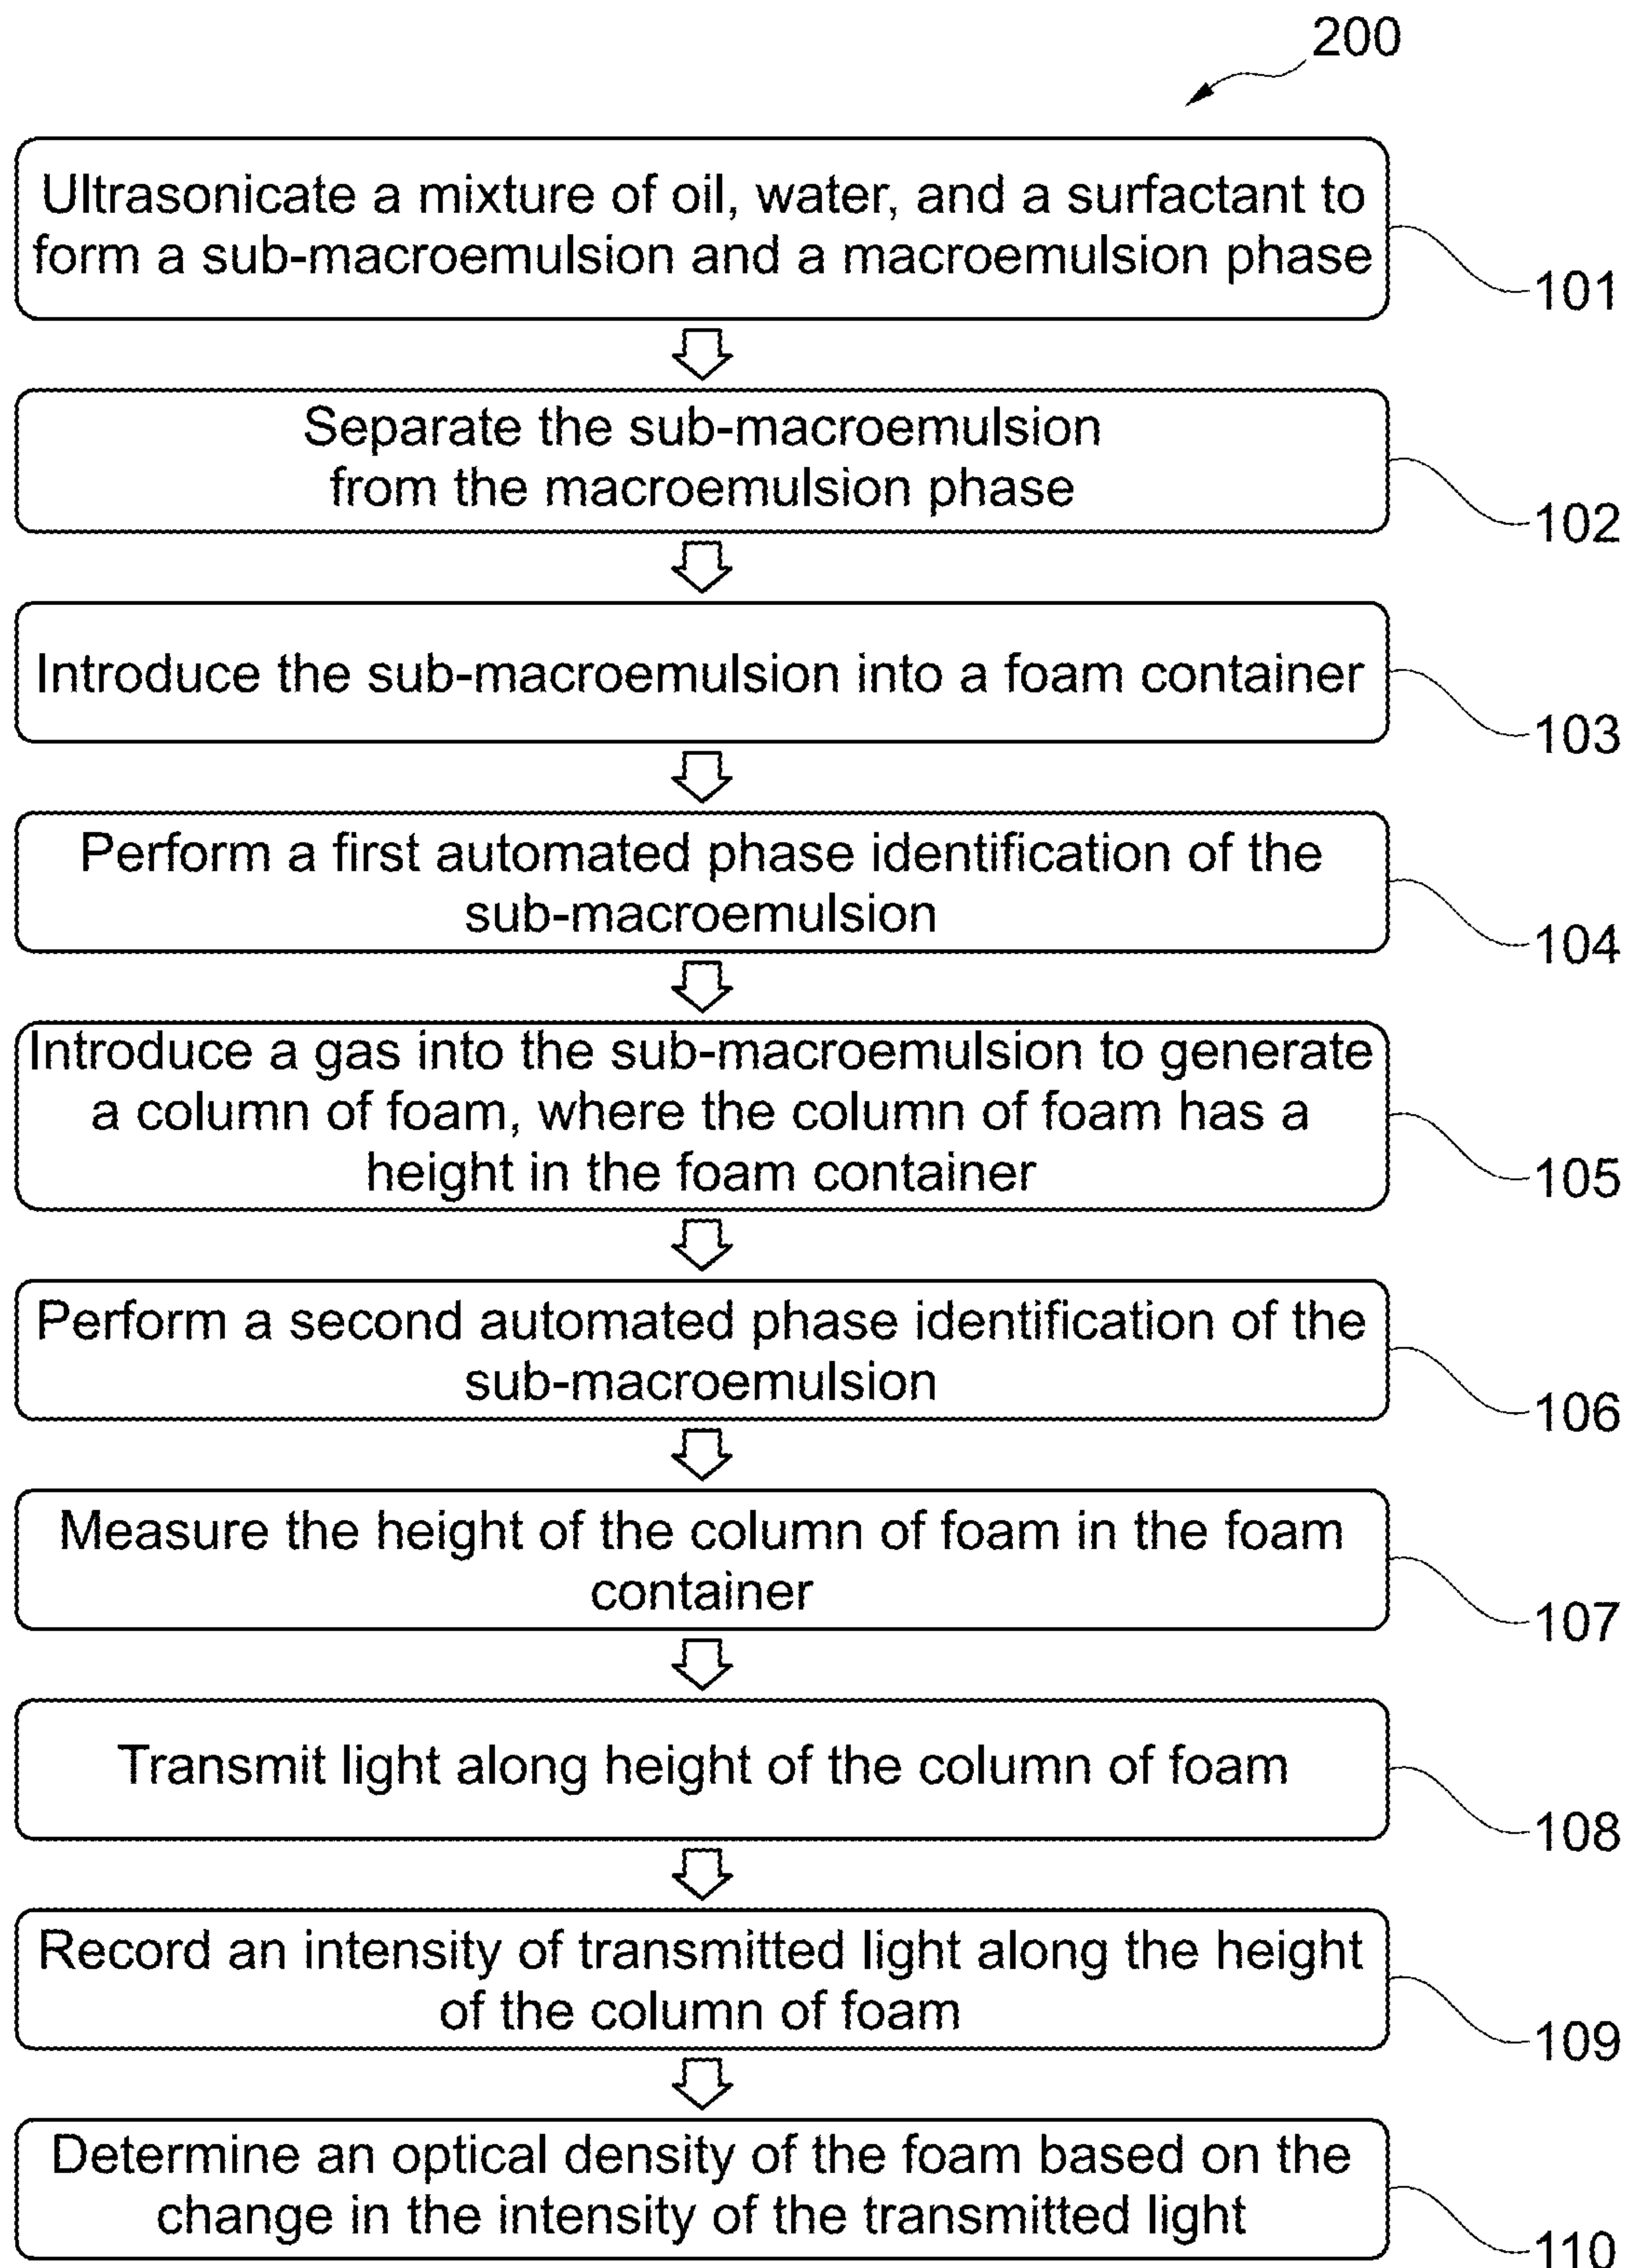 200
Ultrasonicate a mixture of oil, water, and a surfactant to
form a sub-macroemulsion and a macroemulsion phase
101
Separate the sub-macroemulsion
from the macroemulsion phase
102
Introduce the sub-macroemulsion into a foam container
103
Perform a first automated phase identification of the
sub-macroemulsion
104
Introduce a gas into the sub-macroemulsion to generate
a column of foam, where the column of foam has a
height in the foam container
105
Perform a second automated phase identification of the
sub-macroemulsion
106
Measure the height of the column of foam in the foam
container
107
Transmit light along height of the column of foam
108
Record an intensity of transmitted light along the height
of the column of foam
109
Determine an optical density of the foam based on the
change in the intensity of the transmitted light
110